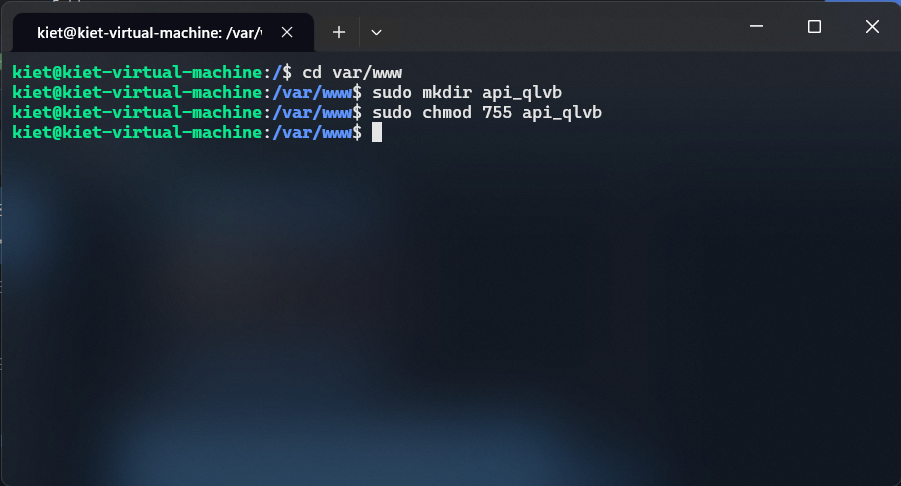 kiet@kiet-virtual-machine: /var/
kiet@kiet-virtual-machine:/$ cd var/www
kiet@kiet-virtual-machine:/var/www$ sudo mkdir api_qlvb
kiet@kiet-virtual-machine:/var/www$ sudo chmod 755 api_qlvb
kiet@kiet-virtual-machine:/var/www$